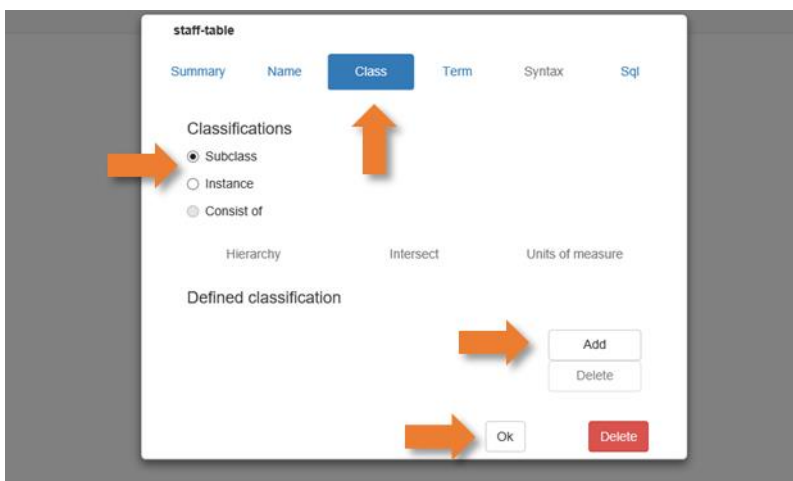 staff-table
Summary Name Class Term Syntax Sql
Classifications
Subclass
Instance
Consist of
Hierarchy Intersect Units of measure
Defined classification
Add
Delete
Ok Delete